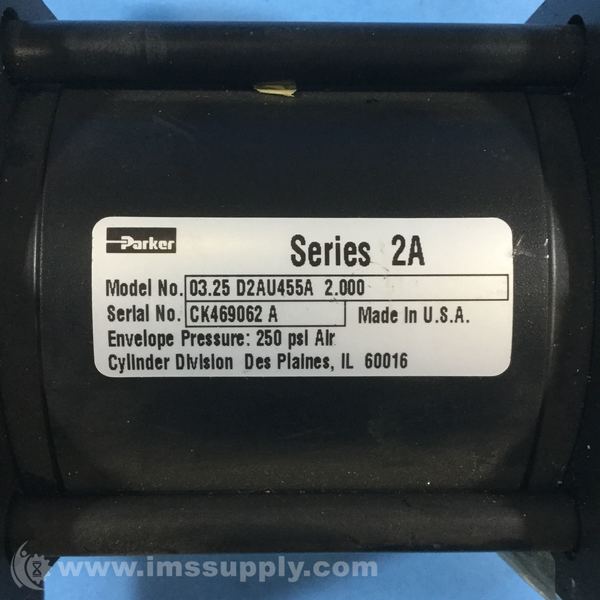 Parker
Series 2A
Model No. 03.25 D2AU455A 2.000
Serial No. CK469062 A Made In U.S.A.
Envelope Pressure: 250 psi Air
Cylinder Division Des Plaines, IL 60016
www.imssupply.com